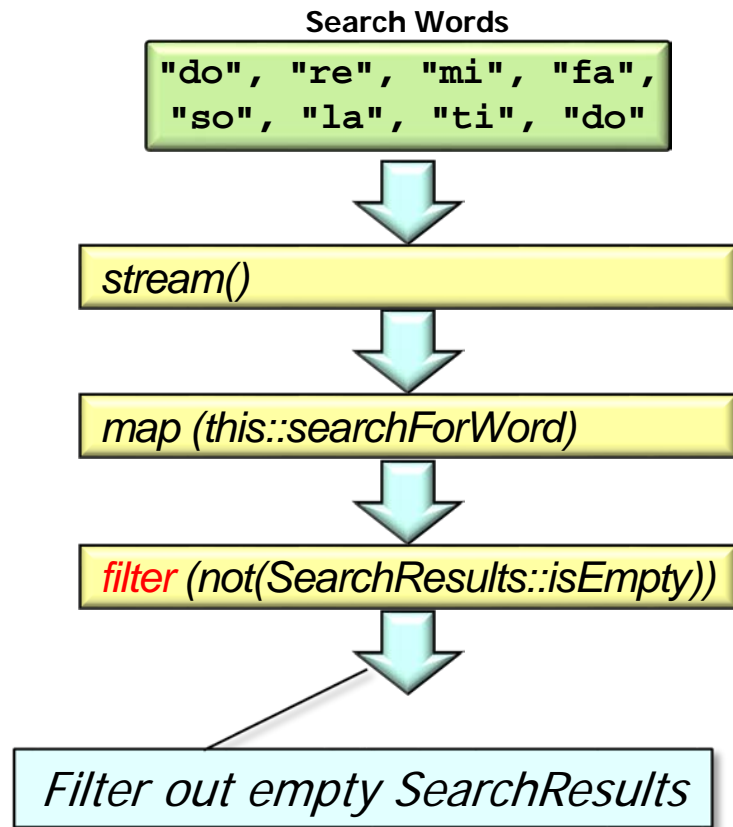 Search Words
"do", "re", "mi", "fa",
"so", "la", "ti", "do"
stream()
map (this::searchForWord)
filter (not(SearchResults::isEmpty))
Filter out empty SearchResults